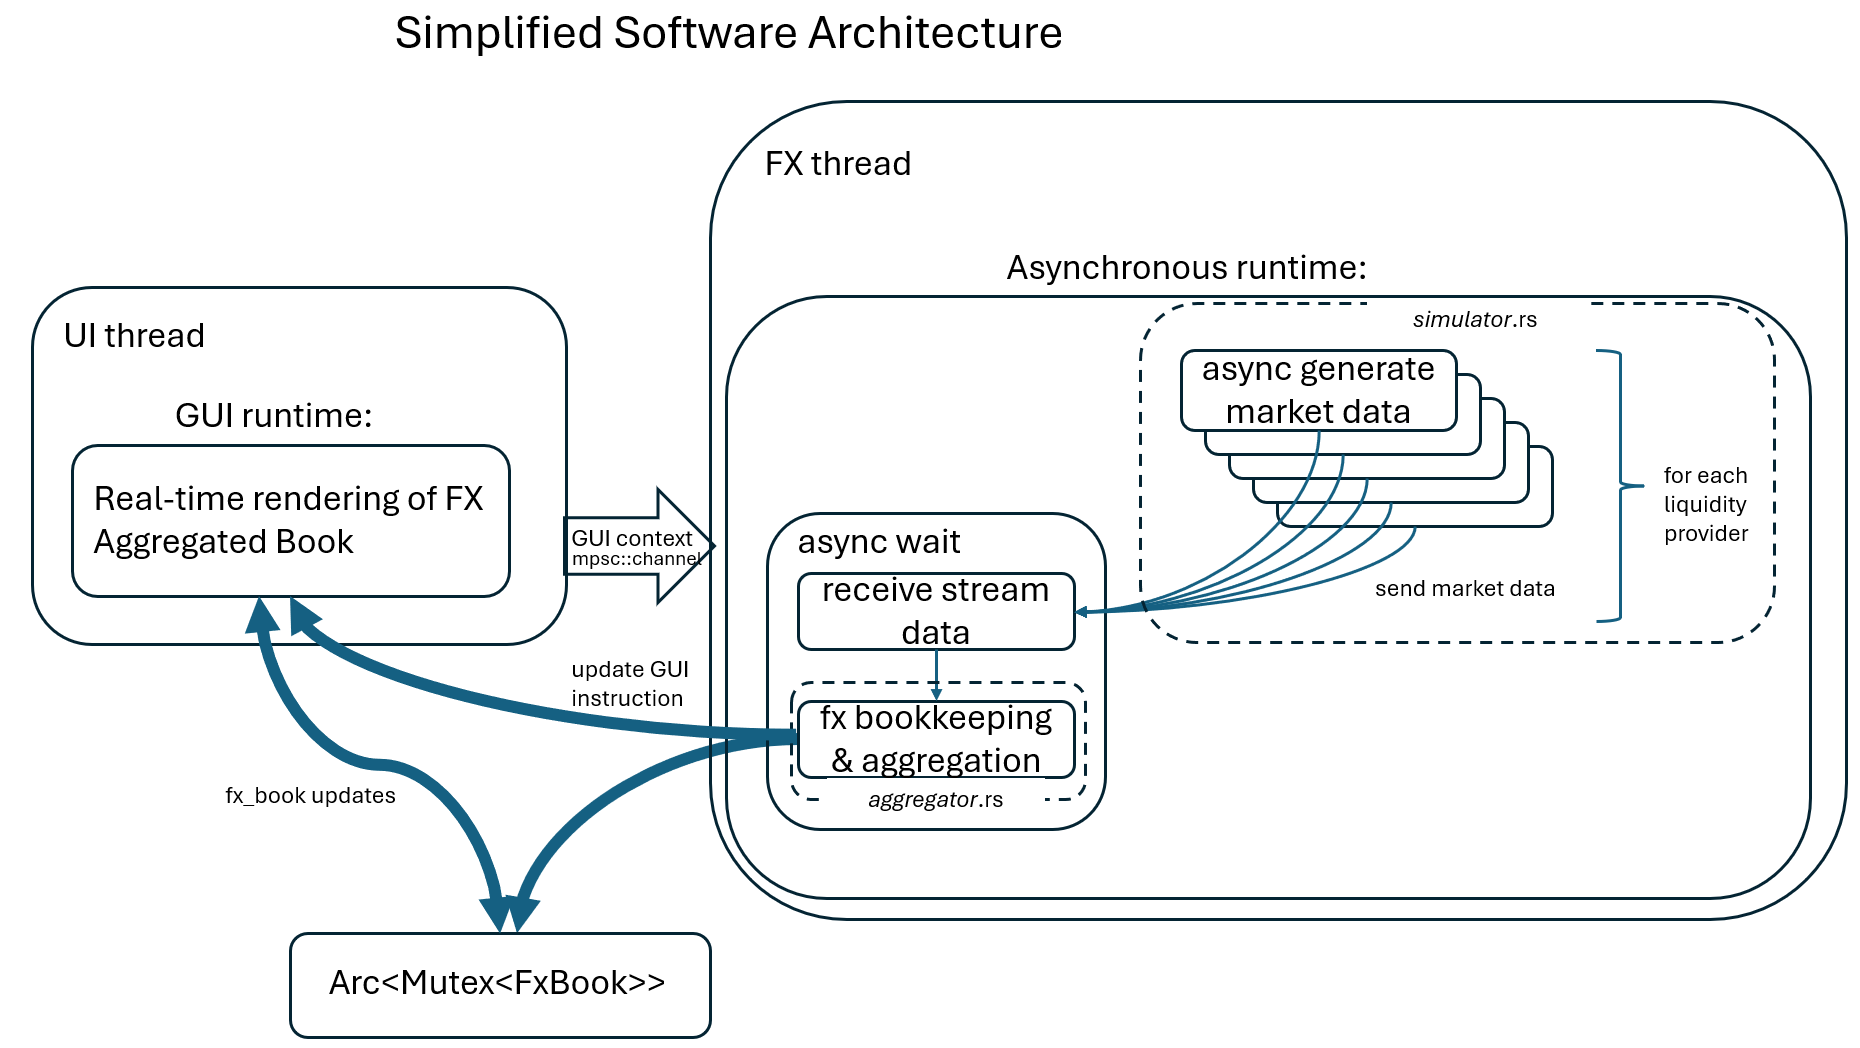 Simplified Software Architecture
FX thread
Asynchronous runtime:
simulator.rs
async generate
market data
for each
liquidity
provider
send market data
UI thread
GUI runtime:
Real-time rendering of FX
Aggregated Book
GUI context
mpsc::channel
async wait
receive stream
data
fx bookkeeping
& aggregation
aggregator.rs
update GUI
instruction
fx_book updates
Arc<Mutex<FxBook>>